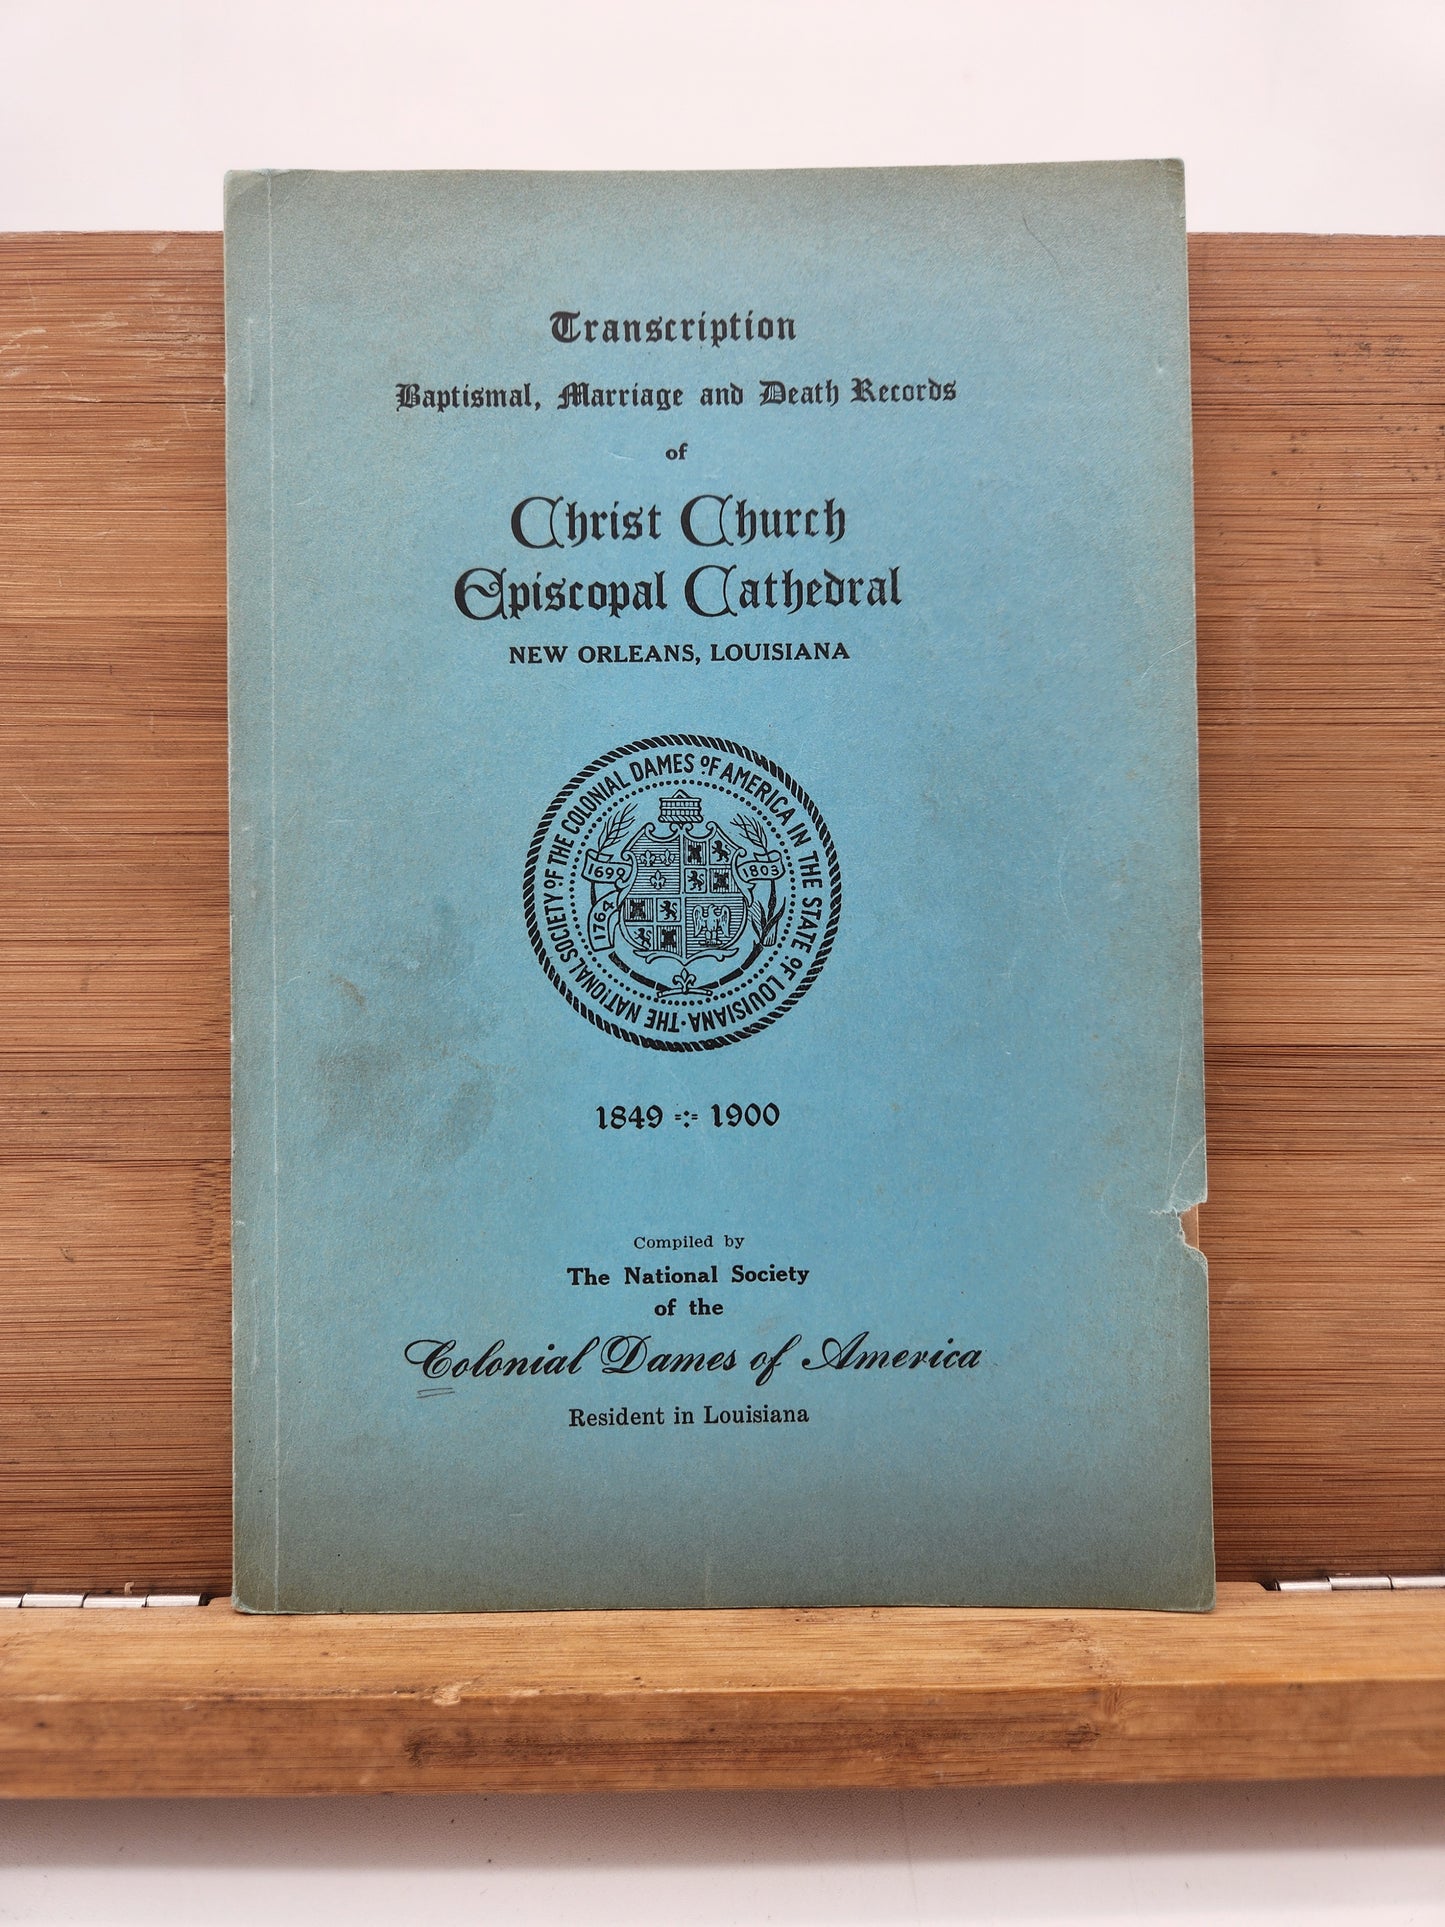 Transcription
Baptismal, Marriage and Death Records
of
Christ Church
Episcopal Cathedral
NEW ORLEANS, LOUISIANA
THE NATIONAL SOCIETY OF THE COLONIAL DAMES OF AMERICA IN THE STATE OF LOUISIANA
1699
1803
1764
1849 1900
Compiled by
The National Society
of the
Colonial Dames of America
Resident in Louisiana